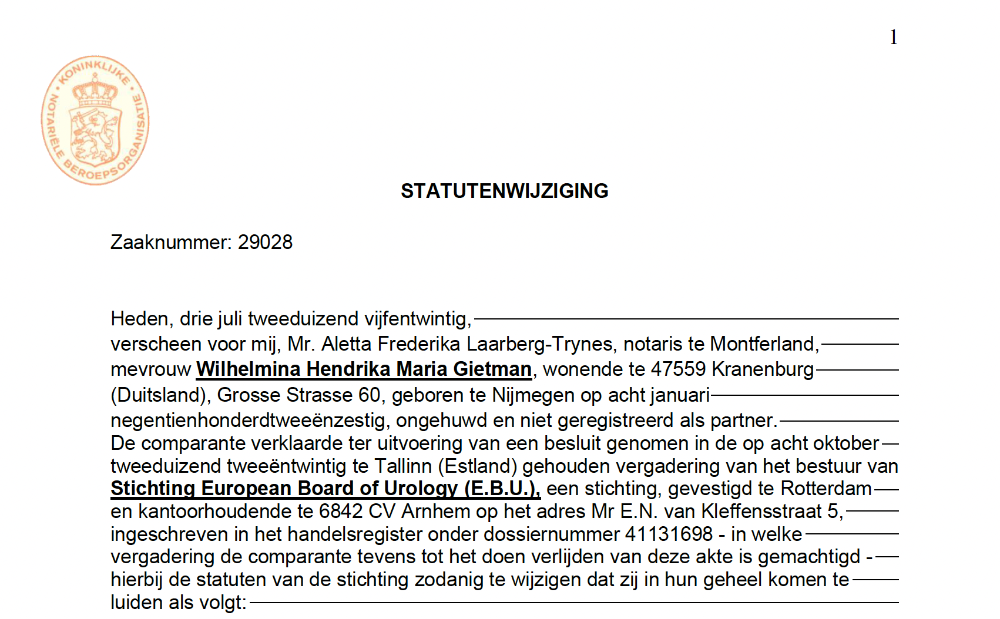 1
KONINKLIJKE
NOTARIËLE BEROEPSORGANISATIE
STATUTENWIJZIGING
Zaaknummer: 29028
Heden, drie juli tweeduizend vijfentwintig,
verscheen voor mij, Mr. Aletta Frederika Laarberg-Trynes, notaris te Montferland,
mevrouw Wilhelmina Hendrika Maria Gietman, wonende te 47559 Kranenburg
(Duitsland), Grosse Strasse 60, geboren te Nijmegen op acht januari
negentienhonderdtweeënzestig, ongehuwd en niet geregistreerd als partner.
De comparante verklaarde ter uitvoering van een besluit genomen in de op acht oktober
tweeduizend tweeëntwintig te Tallinn (Estland) gehouden vergadering van het bestuur van
Stichting European Board of Urology (E.B.U.), een stichting, gevestigd te Rotterdam
en kantoorhoudende te 6842 CV Arnhem op het adres Mr E.N. van Kleffensstraat 5,
ingeschreven in het handelsregister onder dossiernummer 41131698 - in welke
vergadering de comparante tevens tot het doen verlijden van deze akte is gemachtigd -
hierbij de statuten van de stichting zodanig te wijzigen dat zij in hun geheel komen te
luiden als volgt: